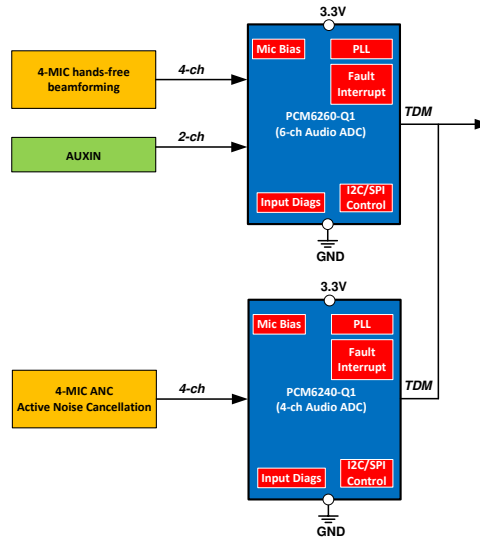 3.3V
Mic Bias
PLL
4-MIC hands-free
beamforming
4-ch
Fault
Interrupt
PCM6260-Q1
(6-ch Audio ADC)
TDM
AUXIN
2-ch
Input Diags
I2C/SPI
Control
GND
3.3V
Mic Bias
PLL
Fault
Interrupt
4-MIC ANC
Active Noise Cancellation
4-ch
PCM6240-Q1
(4-ch Audio ADC)
TDM
Input Diags
I2C/SPI
Control
GND